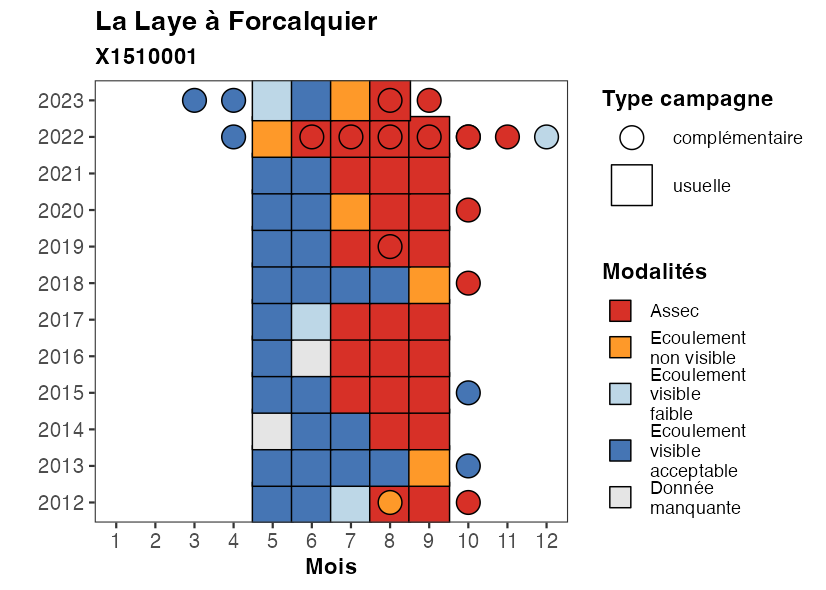 La Laye à Forcalquier
X1510001
2023
2022
2021
2020
2019
2018
2017
2016
2015
2014
2013
2012
1 2 3 4 5 6 7 8 9 10 11 12
Mois
Type campagne
complémentaire
usuelle
Modalités
Assec
Ecoulement
non visible
Ecoulement
visible
faible
Ecoulement
visible
acceptable
Donnée
manquante